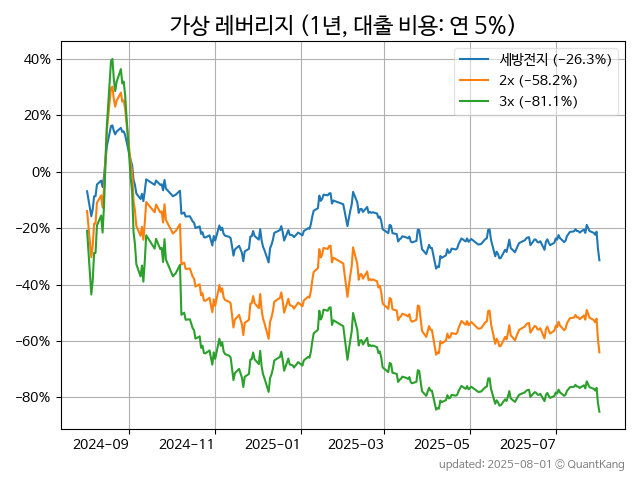 가상 레버리지 (1년, 대출 비용: 연 5%)
세방전지 (−26.3%)
2x (−58.2%)
3x (−81.1%)
40%
20%
0%
−20%
−40%
−60%
−80%
2024-09 2024-11 2025-01 2025-03 2025-05 2025-07
updated: 2025-08-01 © QuantKang